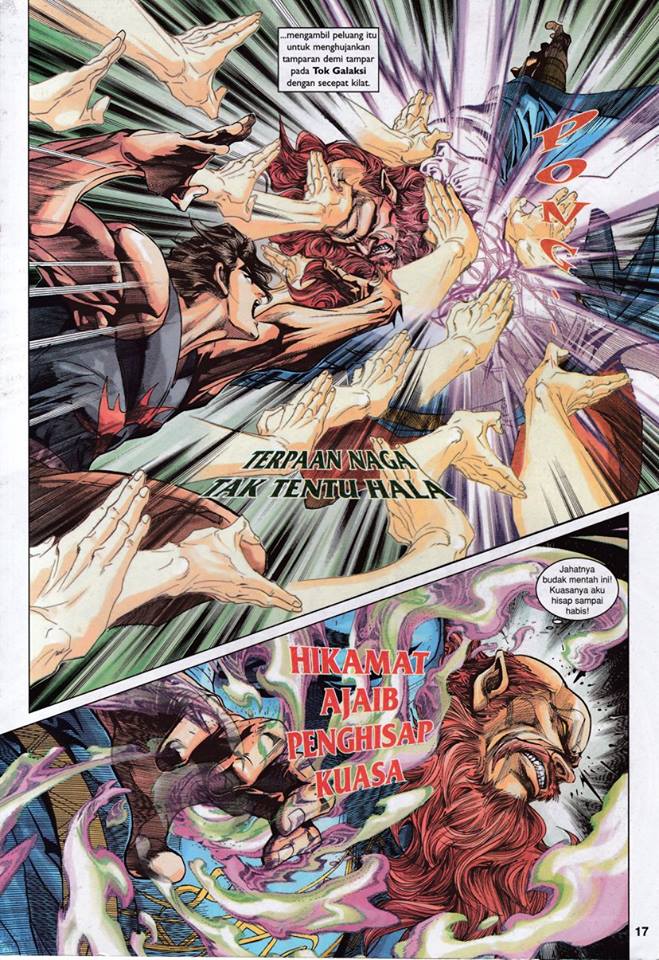 ...mengambil peluang itu
untuk menghujankan
tamparan demi tampar
pada Tok Galaksi
dengan secepat kilat.
PONG...
TERPAAN NAGA
TAK TENTU HALA
Jahatnya
budak mentah ini!
Kuasanya aku
hisap sampai
habis!
HIKAMAT
AJAIB
PENGHISAP
KUASA
17